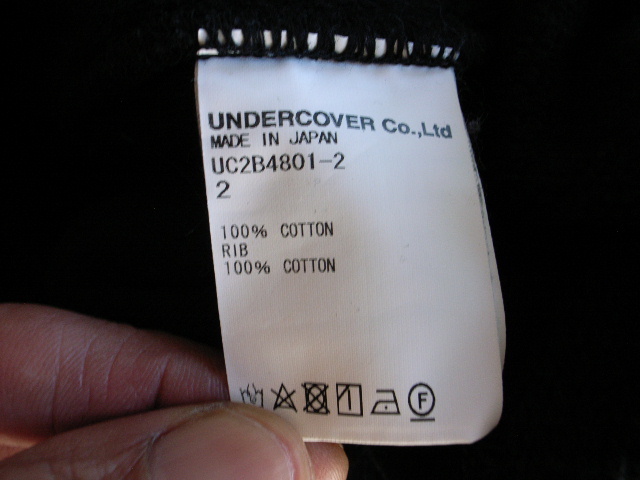 UNDERCOVER Co.,Ltd
MADE IN JAPAN
UC2B4801-2
2
100% COTTON
RIB
100% COTTON
F